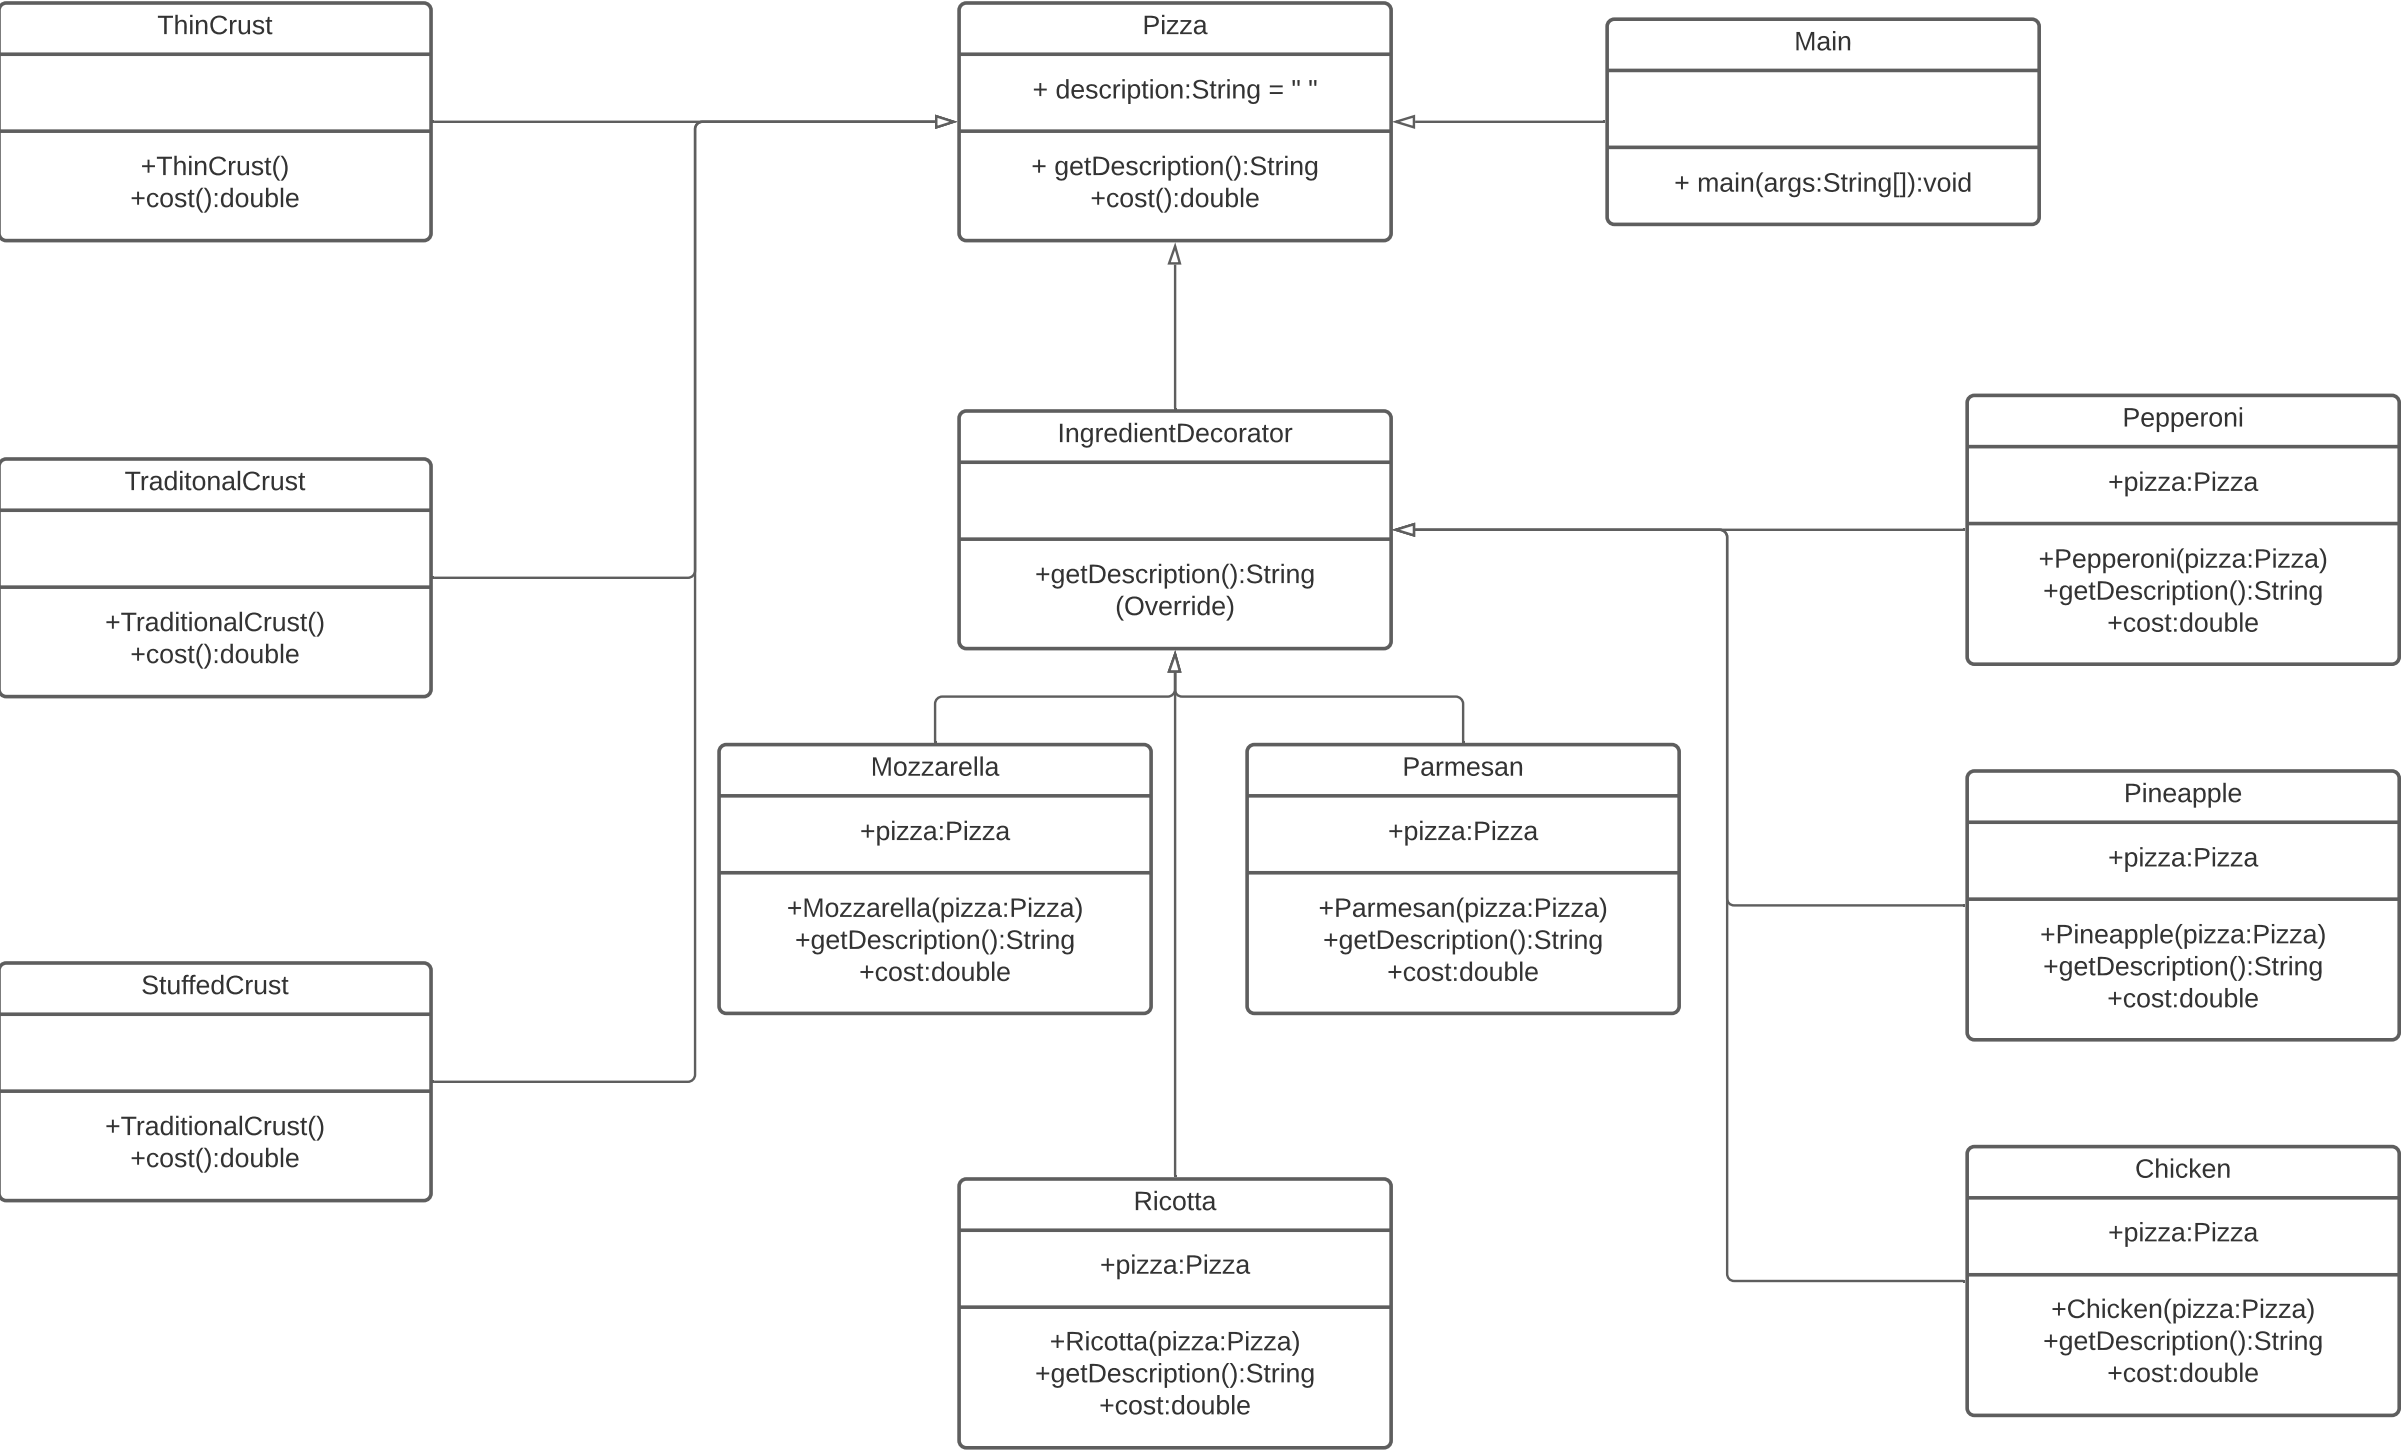 ThinCrust
+ThinCrust()
+cost():double
Pizza
+ description:String = " "
+ getDescription():String
+cost():double
Main
+ main(args:String[]):void
TraditonalCrust
+TraditionalCrust()
+cost():double
IngredientDecorator
+getDescription():String
(Override)
Pepperoni
+pizza:Pizza
+Pepperoni(pizza:Pizza)
+getDescription():String
+cost:double
Mozzarella
+pizza:Pizza
+Mozzarella(pizza:Pizza)
+getDescription():String
+cost:double
Parmesan
+pizza:Pizza
+Parmesan(pizza:Pizza)
+getDescription():String
+cost:double
Pineapple
+pizza:Pizza
+Pineapple(pizza:Pizza)
+getDescription():String
+cost:double
StuffedCrust
+TraditionalCrust()
+cost():double
Ricotta
+pizza:Pizza
+Ricotta(pizza:Pizza)
+getDescription():String
+cost:double
Chicken
+pizza:Pizza
+Chicken(pizza:Pizza)
+getDescription():String
+cost:double